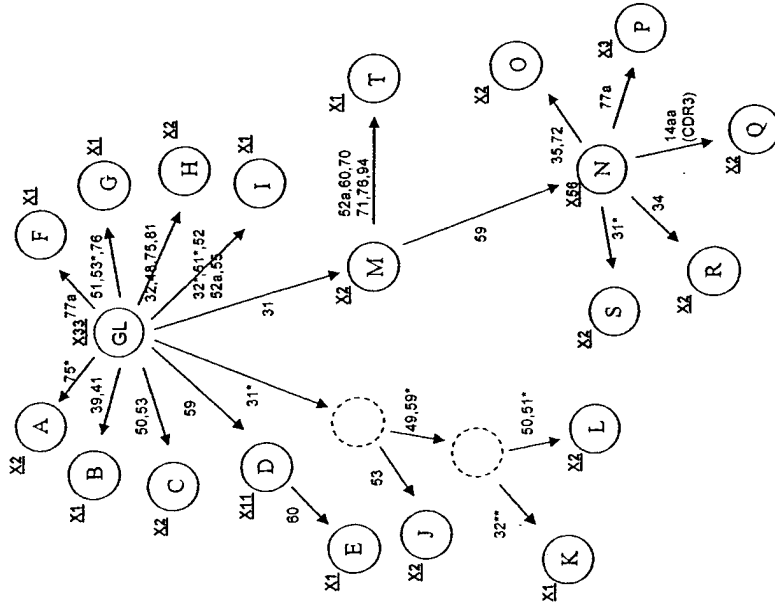 X1
F
X1
G
X2
H
X1
I
77a
51,53*,76
32,48,75,81
32*,51*,52
52a,55
X33
GL
75*
X2
A
39,41
X1
B
50,53
X2
C
59
X11
D
60
X1
E
31*
31
X2
M
52a,60,70
71,76,94
X1
T
59
X56
N
35,72
X2
O
77a
X3
P
14aa
(CDR3)
X2
Q
34
X2
R
31*
X2
S
53
X2
J
49,59*
50,51*
X2
L
32**
X1
K